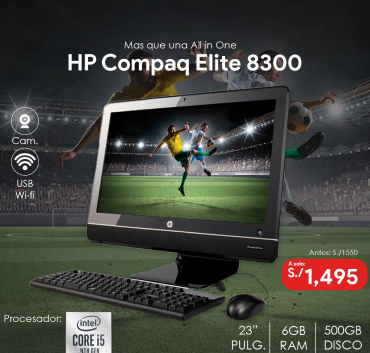 Mas que una All in One
HP Compaq Elite 8300
Cam.
USB
Wi-fi
hp
Antes: S./1550
A solo:
S./1,495
Procesador:
intel
CORE i5
23" 6GB 500GB
PULG. RAM DISCO